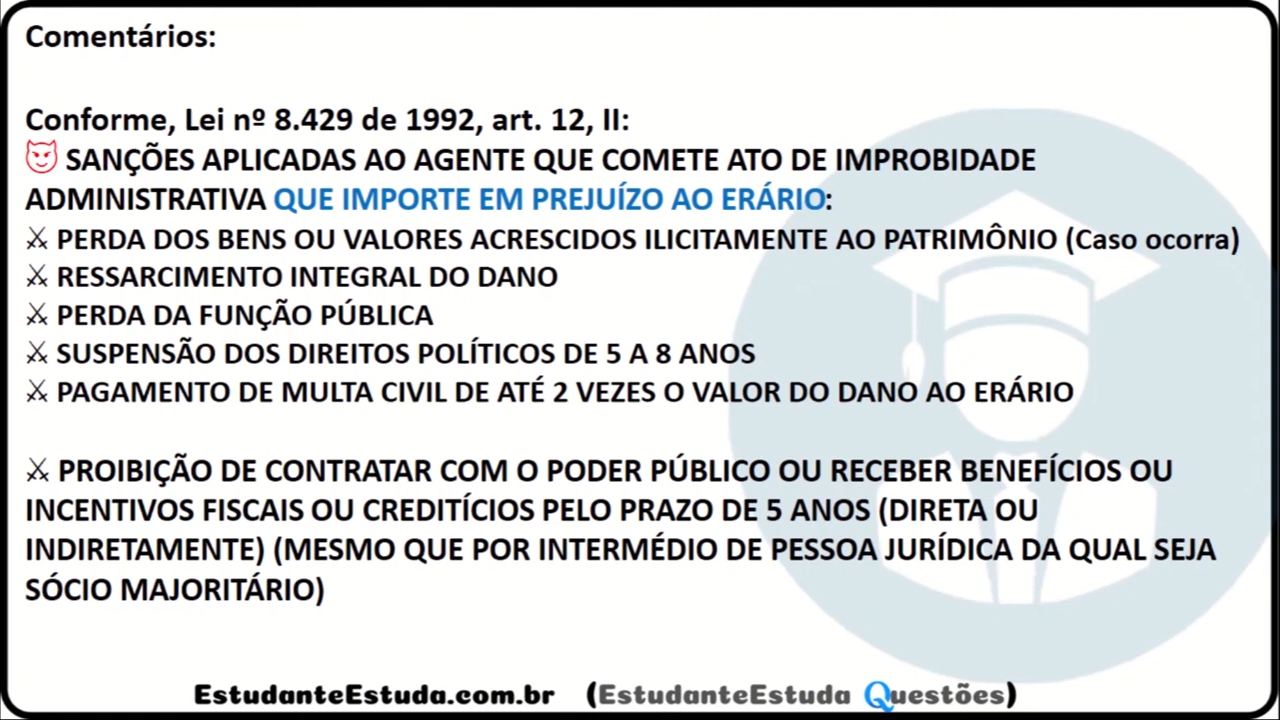 Comentários:
Conforme, Lei nº 8.429 de 1992, art. 12, II:
😈 SANÇÕES APLICADAS AO AGENTE QUE COMETE ATO DE IMPROBIDADE
ADMINISTRATIVA QUE IMPORTE EM PREJUÍZO AO ERÁRIO:
⚔ PERDA DOS BENS OU VALORES ACRESCIDOS ILICITAMENTE AO PATRIMÔNIO (Caso ocorra)
⚔ RESSARCIMENTO INTEGRAL DO DANO
⚔ PERDA DA FUNÇÃO PÚBLICA
⚔ SUSPENSÃO DOS DIREITOS POLÍTICOS DE 5 A 8 ANOS
⚔ PAGAMENTO DE MULTA CIVIL DE ATÉ 2 VEZES O VALOR DO DANO AO ERÁRIO
⚔ PROIBIÇÃO DE CONTRATAR COM O PODER PÚBLICO OU RECEBER BENEFÍCIOS OU
INCENTIVOS FISCAIS OU CREDITÍCIOS PELO PRAZO DE 5 ANOS (DIRETA OU
INDIRETAMENTE) (MESMO QUE POR INTERMÉDIO DE PESSOA JURÍDICA DA QUAL SEJA
SÓCIO MAJORITÁRIO)
EstudanteEstuda.com.br (EstudanteEstuda Questões)